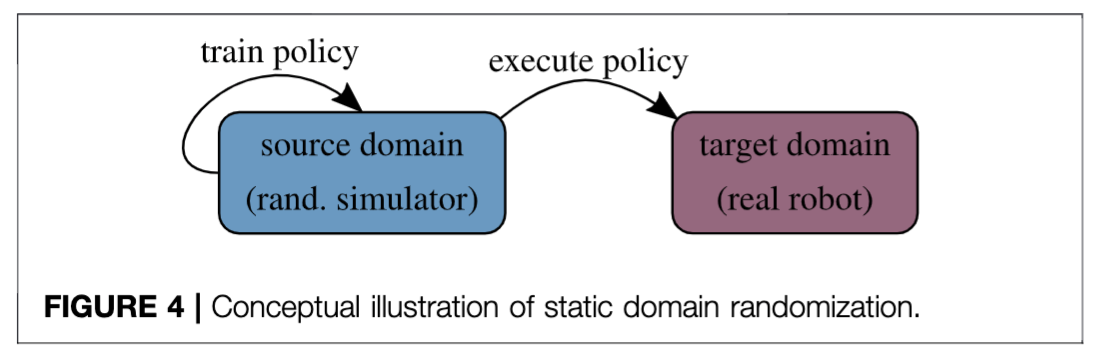 train policy
execute policy
source domain
(rand. simulator)
target domain
(real robot)
FIGURE 4 | Conceptual illustration of static domain randomization.